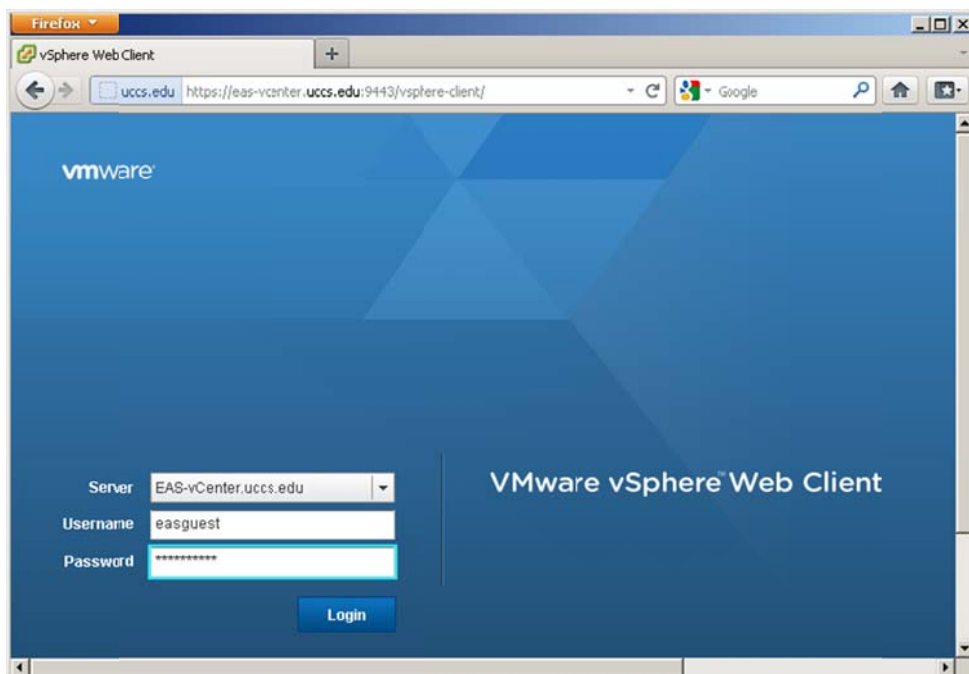 Firefox
vSphere Web Client
uccs.edu https://eas-vcenter.uccs.edu:9443/vsphere-client/ Google
vmware
Server EAS-vCenter.uccs.edu
VMware vSphere™ Web Client
Username easguest
Password **********
Login